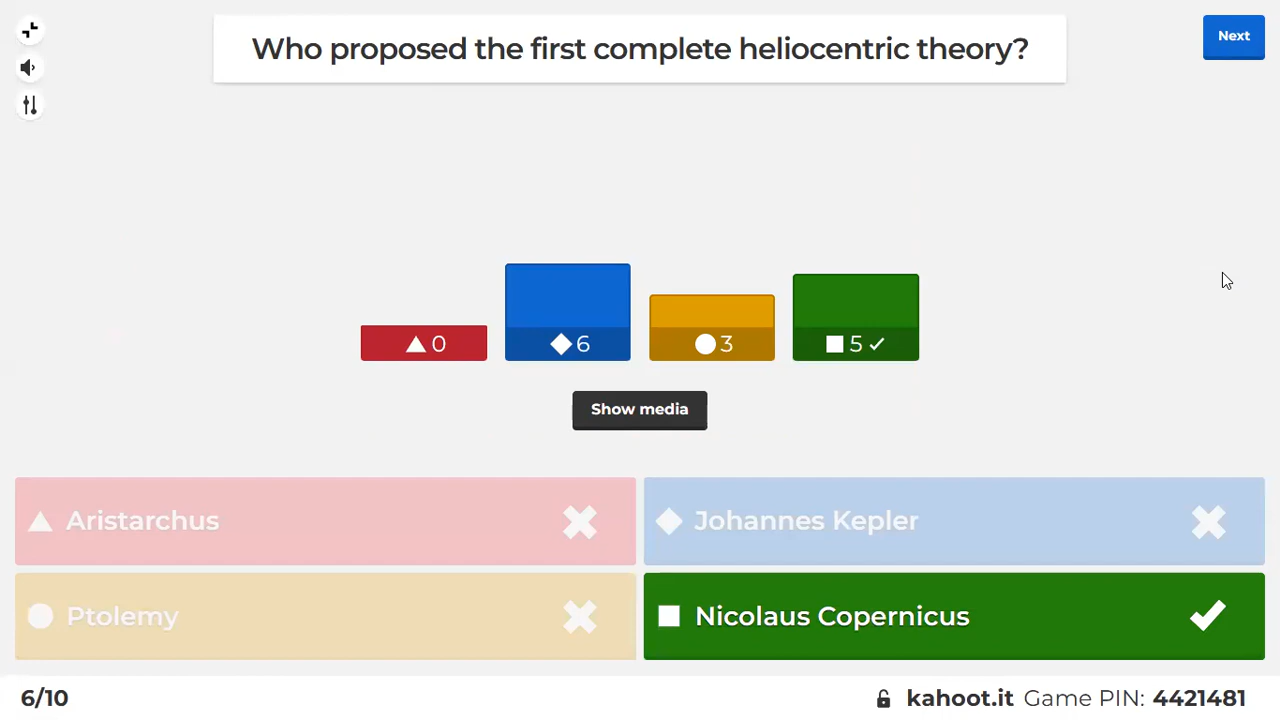 Who proposed the first complete heliocentric theory?
Next
0
6
3
5
Show media
Aristarchus
Johannes Kepler
Ptolemy
Nicolaus Copernicus
6/10
kahoot.it Game PIN: 4421481